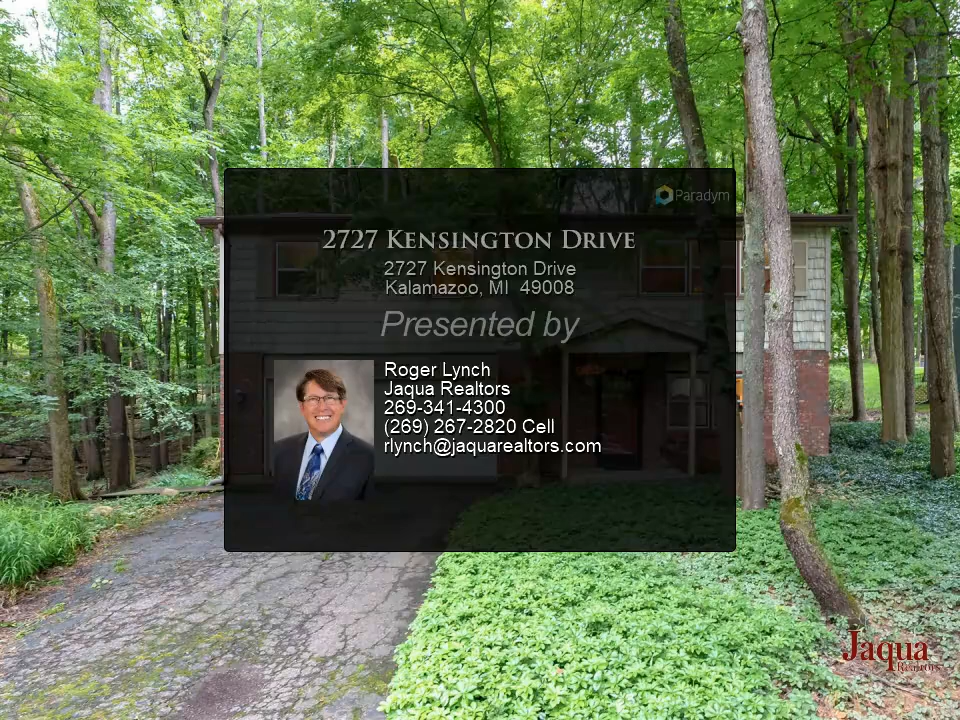 Paradym
2727 Kensington Drive
2727 Kensington Drive
Kalamazoo, MI 49008
Presented by
Roger Lynch
Jaqua Realtors
269-341-4300
(269) 267-2820 Cell
rlynch@jaquarealtors.com
Jaqua
Realtors